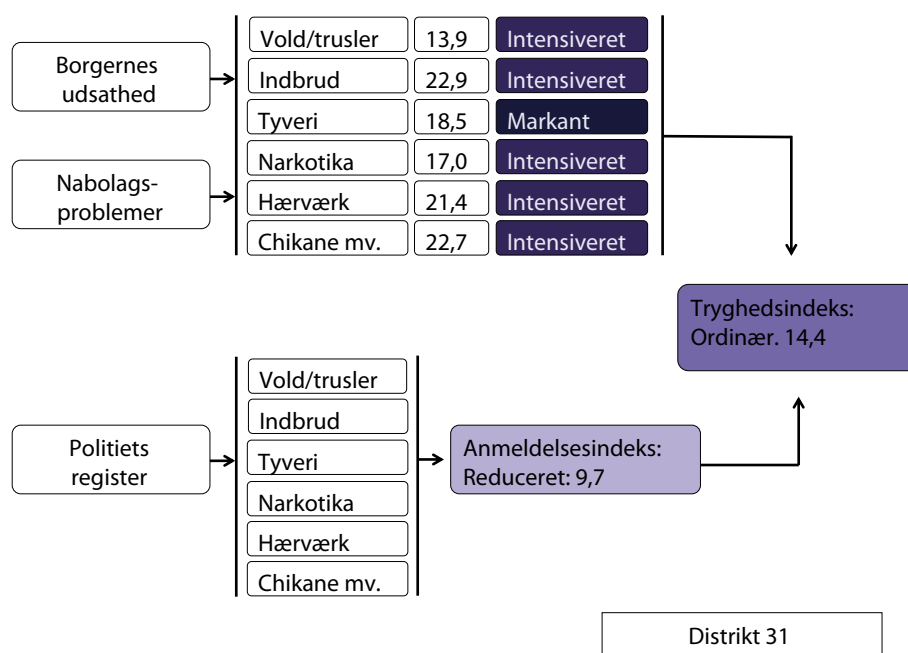 Borgernes
udsathed
Nabolags-
problemer
Vold/trusler 13,9 Intensiveret
Indbrud 22,9 Intensiveret
Tyveri 18,5 Markant
Narkotika 17,0 Intensiveret
Hærværk 21,4 Intensiveret
Chikane mv. 22,7 Intensiveret
Tryghedsindeks:
Ordinær. 14,4
Politiets
register
Vold/trusler
Indbrud
Tyveri
Narkotika
Hærværk
Chikane mv.
Anmeldelsesindeks:
Reduceret: 9,7
Distrikt 31